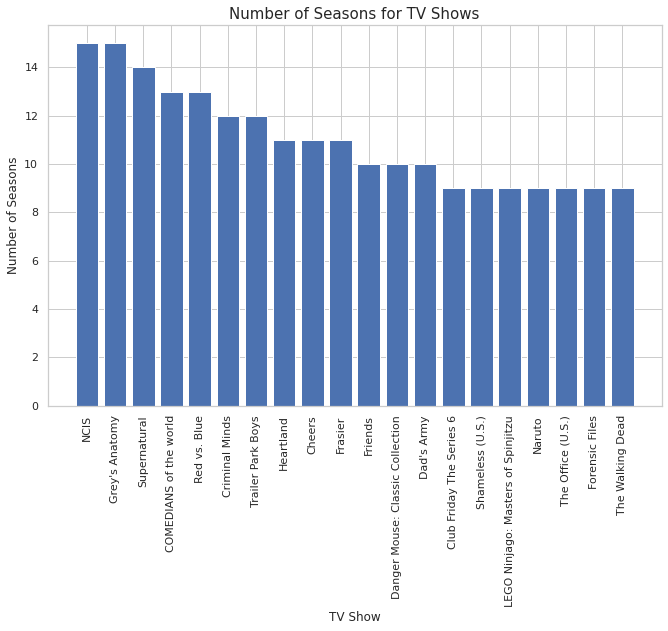 Number of Seasons for TV Shows
Number of Seasons
14
12
10
8
6
4
2
0
NCIS
Grey's Anatomy
Supernatural
COMEDIANS of the world
Red vs. Blue
Criminal Minds
Trailer Park Boys
Heartland
Cheers
Frasier
Friends
Danger Mouse: Classic Collection
Dad's Army
Club Friday The Series 6
Shameless (U.S.)
LEGO Ninjago: Masters of Spinjitzu
Naruto
The Office (U.S.)
Forensic Files
The Walking Dead
TV Show